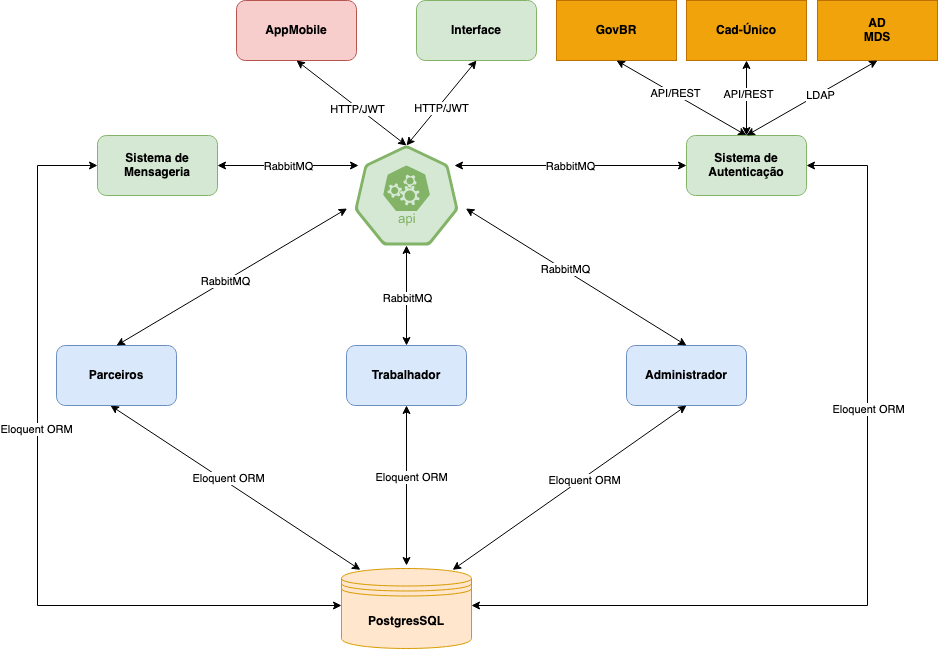 AppMobile
Interface
GovBR
Cad-Único
AD
MDS
API/REST
API/REST
LDAP
HTTP/JWT
HTTP/JWT
Sistema de
Mensageria
RabbitMQ
RabbitMQ
Sistema de
Autenticação
api
RabbitMQ
RabbitMQ
RabbitMQ
Parceiros
Trabalhador
Administrador
Eloquent ORM
Eloquent ORM
Eloquent ORM
Eloquent ORM
Eloquent ORM
PostgresSQL